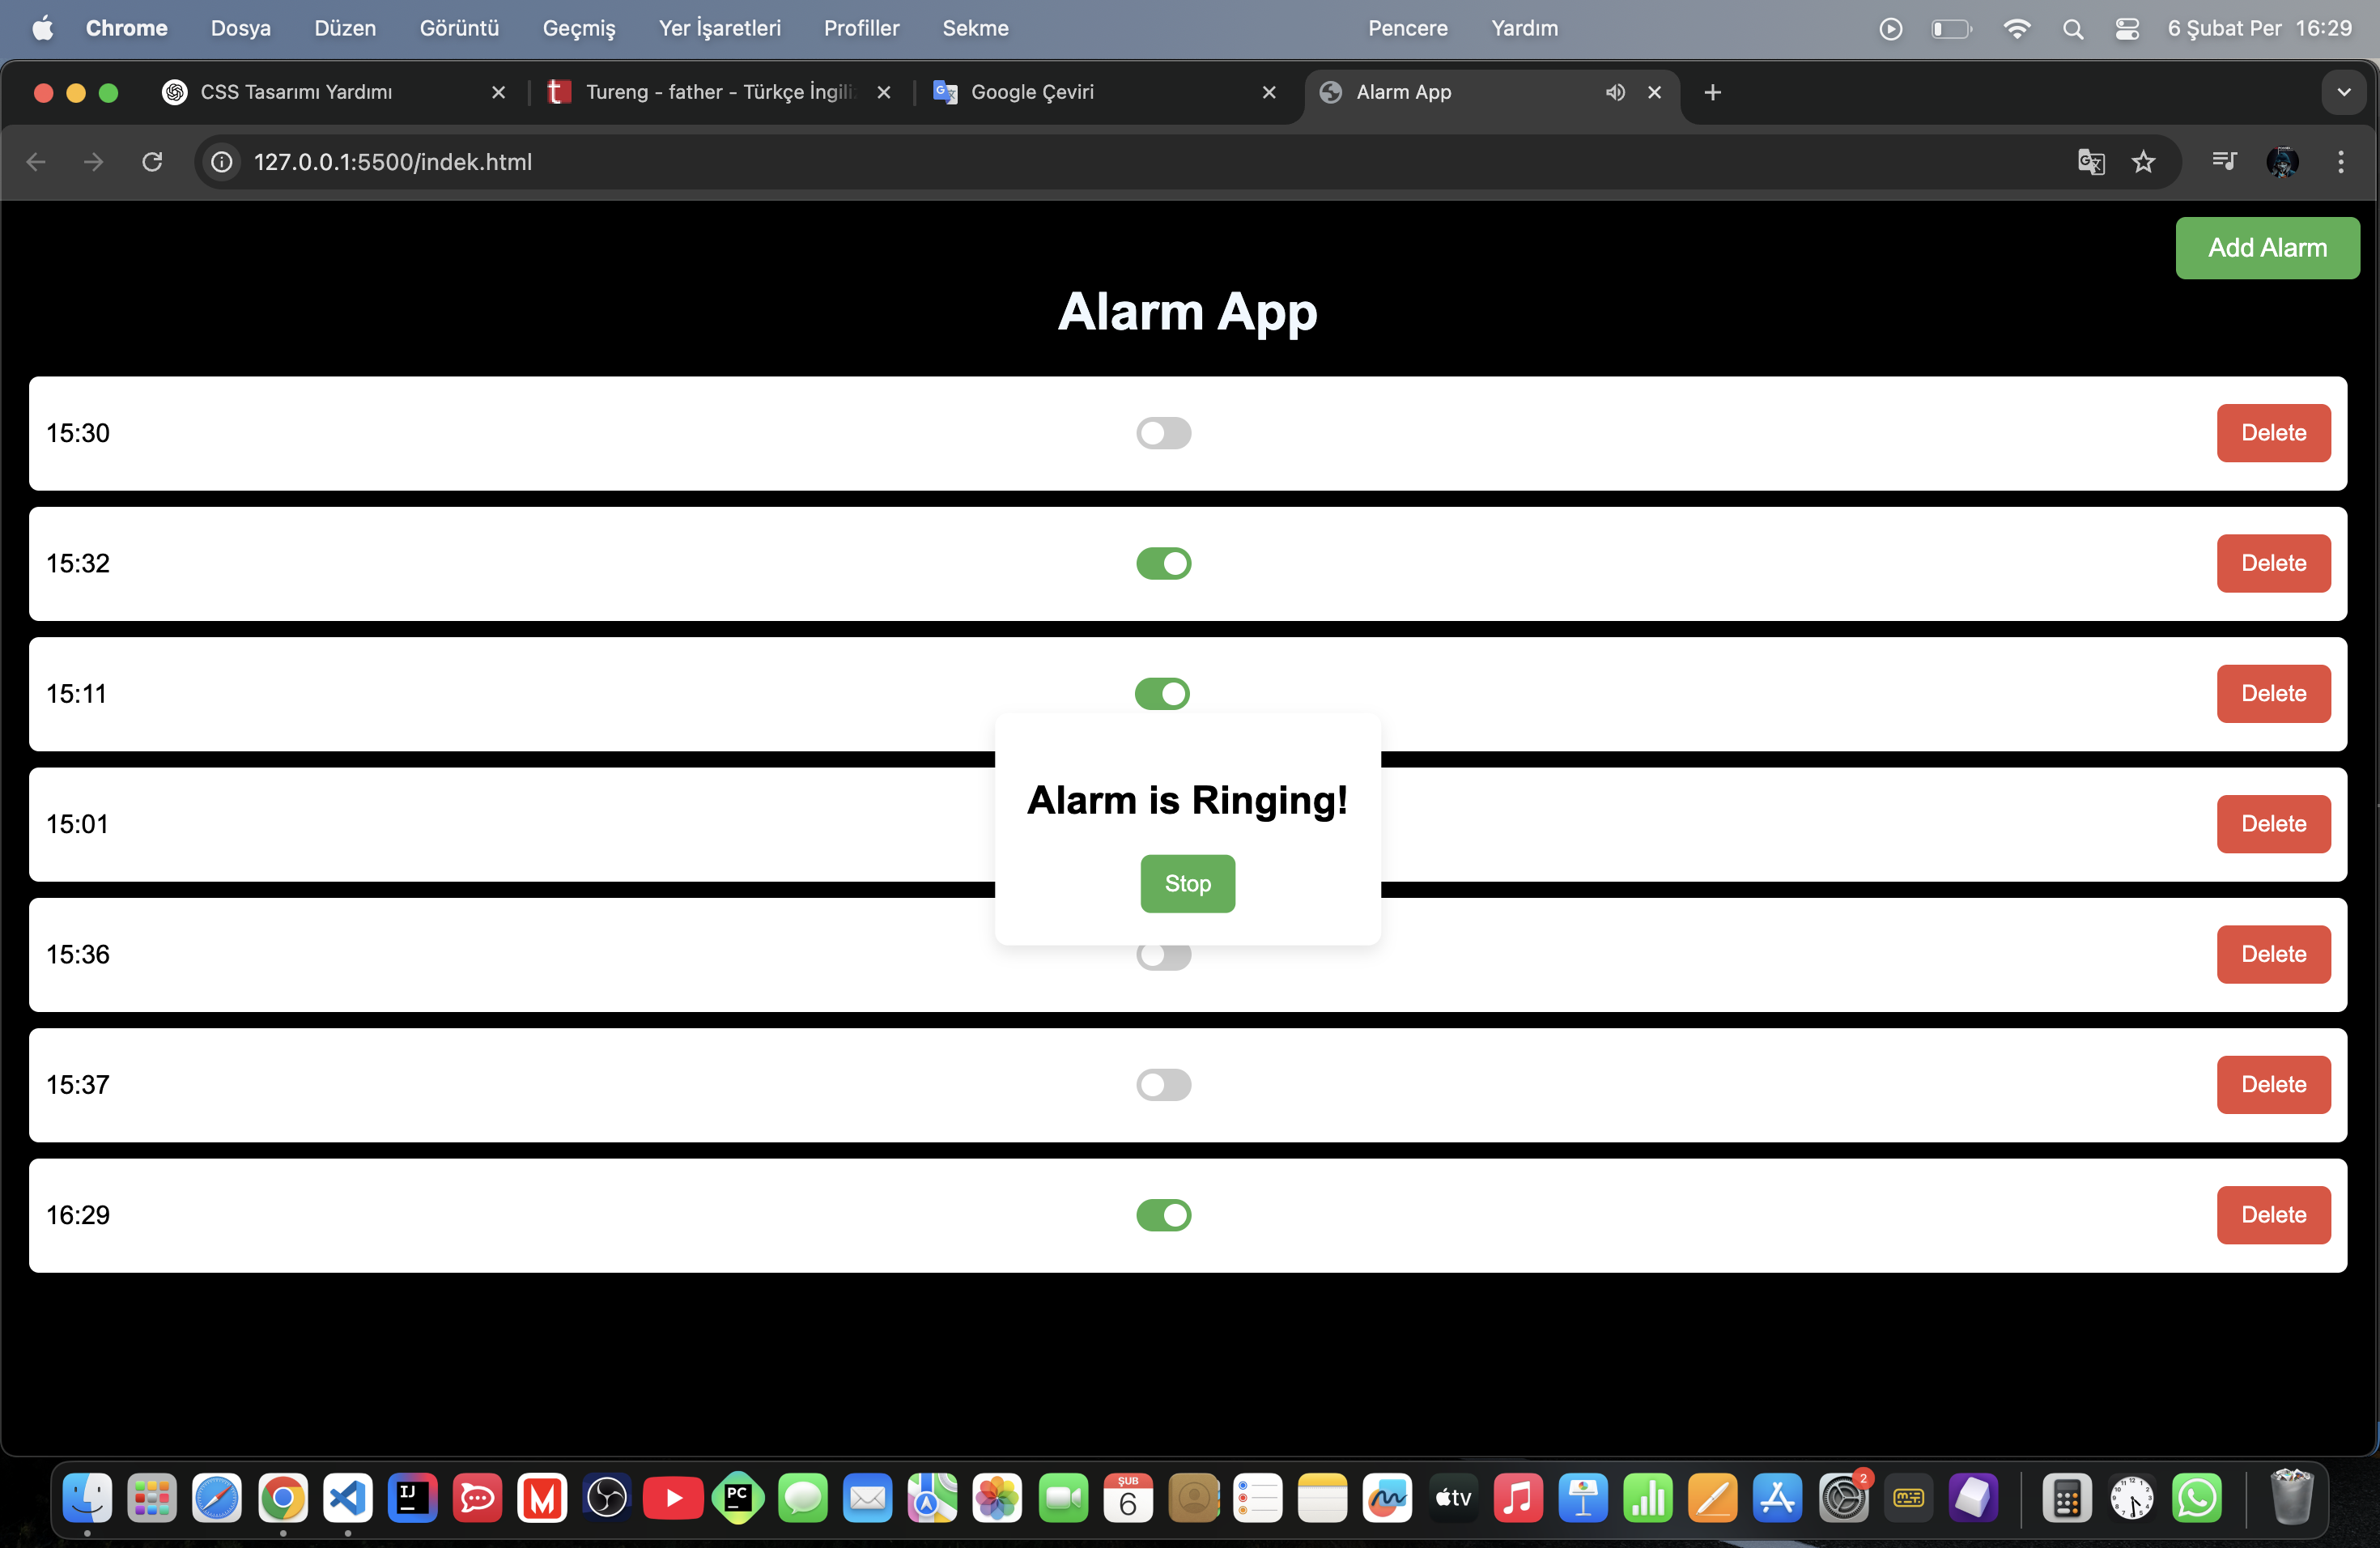 Chrome Dosya Düzen Görüntü Geçmiş Yer İşaretleri Profiller Sekme Pencere Yardım 6 Şubat Per 16:29
CSS Tasarımı Yardımı Tureng - father - Türkçe İngiliz Google Çeviri Alarm App
127.0.0.1:5500/indek.html
Add Alarm
Alarm App
15:30 Delete
15:32 Delete
15:11 Delete
Alarm is Ringing!
15:01 Delete
Stop
15:36 Delete
15:37 Delete
16:29 Delete
IJ PC ŞUB 6 tv 2